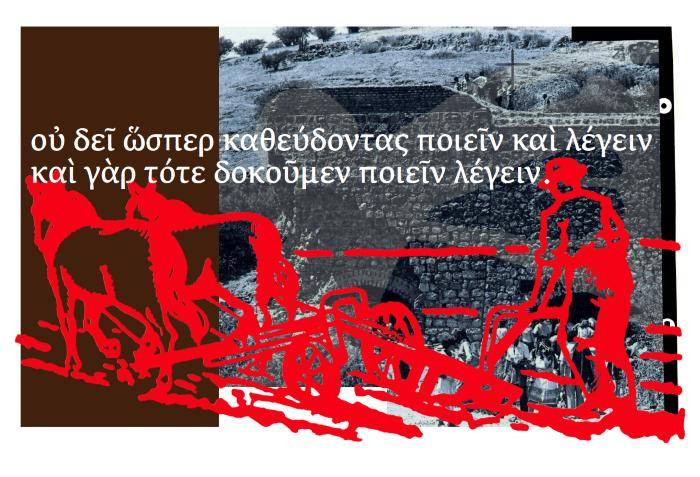 οὐ δεῖ ὥσπερ καθεύδοντας ποιεῖν καὶ λέγειν
καὶ γὰρ τότε δοκοῦμεν ποιεῖν λέγειν.